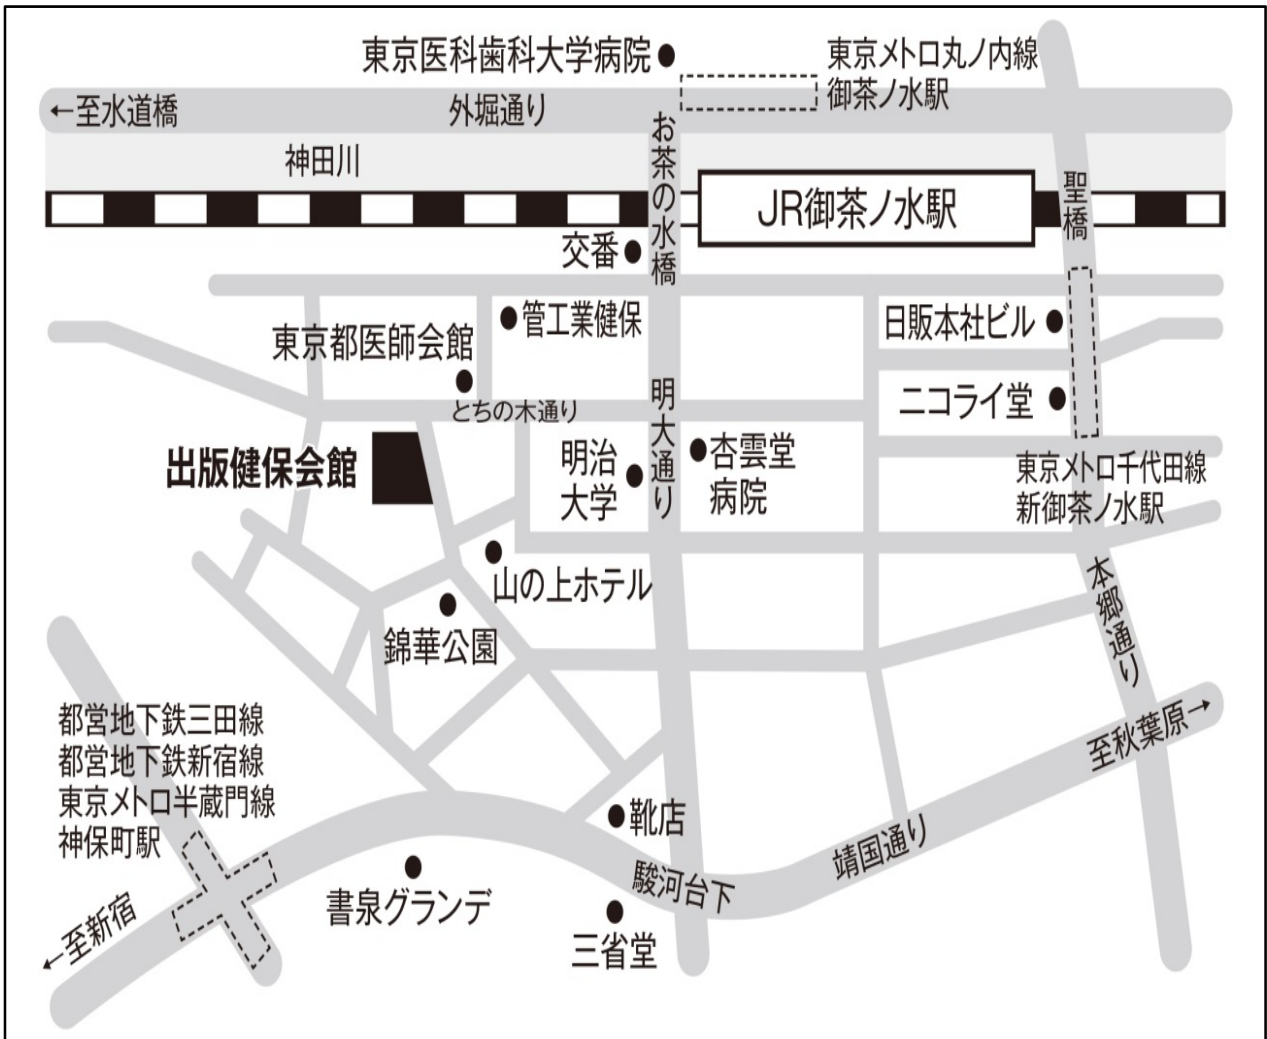 東京医科歯科大学病院
東京メトロ丸ノ内線
御茶ノ水駅
←至水道橋
外堀通り
神田川
お茶の水橋
JR御茶ノ水駅
聖橋
交番
管工業健保
日販本社ビル
東京都医師会館
とちの木通り
ニコライ堂
明大通り
出版健保会館
明治
大学
杏雲堂
病院
東京メトロ千代田線
新御茶ノ水駅
山の上ホテル
錦華公園
本郷通り
都営地下鉄三田線
都営地下鉄新宿線
東京メトロ半蔵門線
神保町駅
至秋葉原→
靴店
靖国通り
駿河台下
書泉グランデ
三省堂
←至新宿